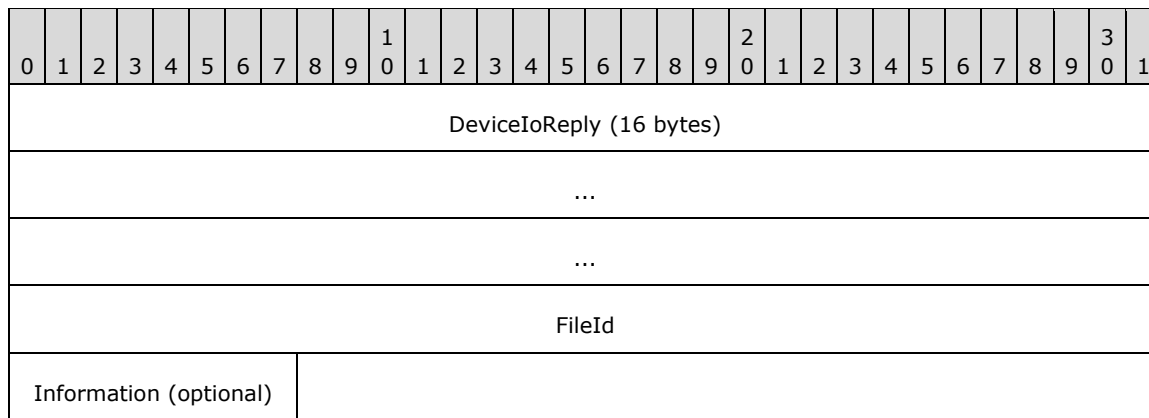 1 2 3
0 1 2 3 4 5 6 7 8 9 0 1 2 3 4 5 6 7 8 9 0 1 2 3 4 5 6 7 8 9 0 1
DeviceIoReply (16 bytes)
...
...
FileId
Information (optional)